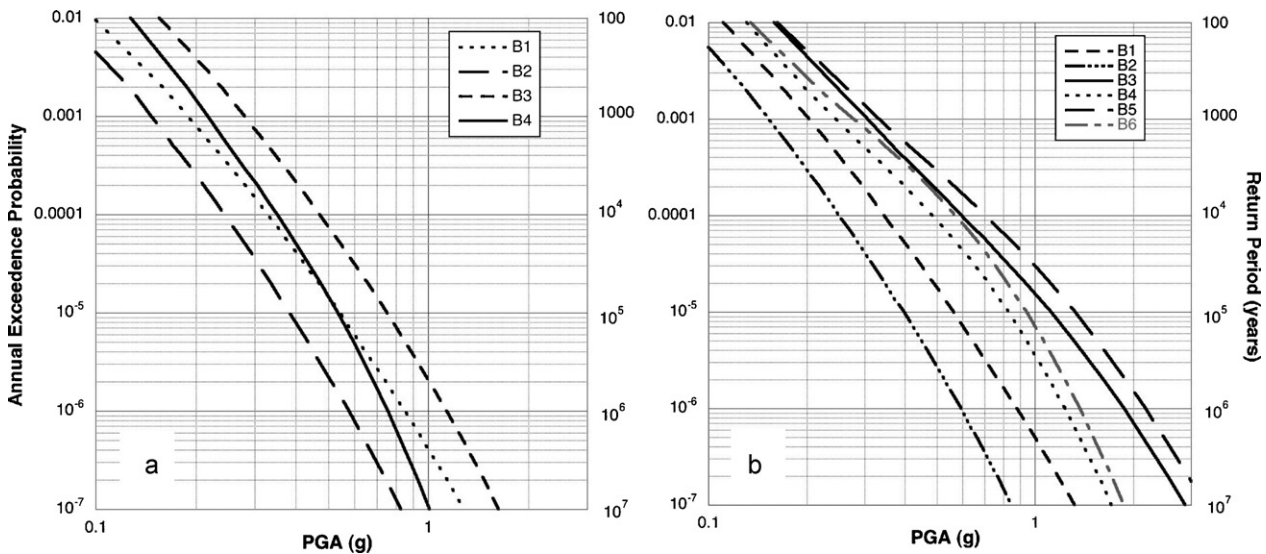 0.01
0.001
0.0001
10-5
10-6
10-7
Annual Exceedence Probability
0.1
1
PGA (g)
100
1000
10^4
10^5
10^6
10^7
B1
B2
B3
B4
a
0.01
0.001
0.0001
10-5
10-6
10-7
0.1
1
PGA (g)
100
1000
10^4
10^5
10^6
10^7
Return Period (years)
B1
B2
B3
B4
B5
B6
b